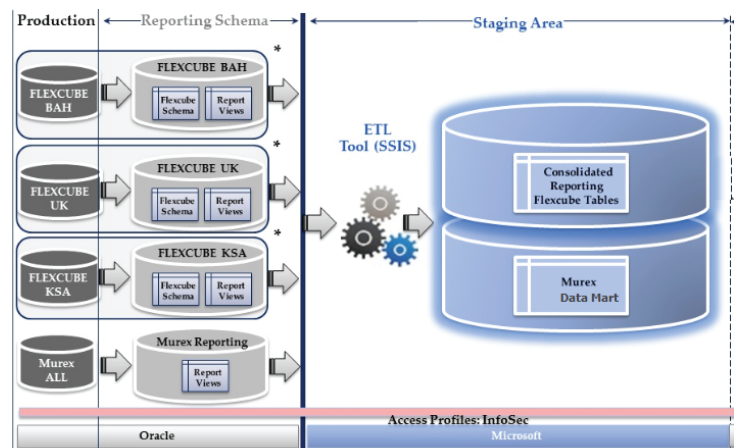 Production
Reporting Schema
Staging Area
*
FLEXCUBE
BAH
FLEXCUBE BAH
Flexcube
Schema
Report
Views
*
FLEXCUBE
UK
FLEXCUBE UK
Flexcube
Schema
Report
Views
*
FLEXCUBE
KSA
FLEXCUBE KSA
Flexcube
Schema
Report
Views
Murex
ALL
Murex Reporting
Report
Views
ETL
Tool (SSIS)
Consolidated
Reporting
Flexcube Tables
Murex
Data Mart
Access Profiles: InfoSec
Oracle
Microsoft